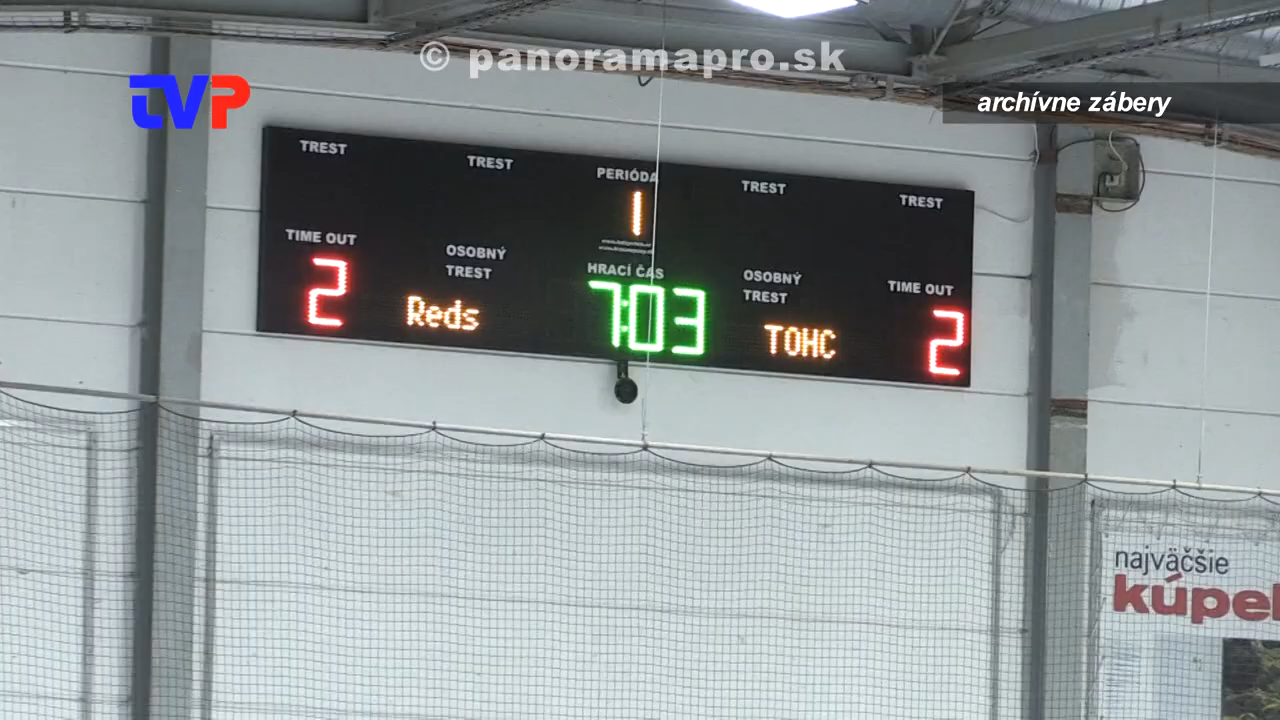 © panoramapro.sk
TVP
archívne zábery
TREST
TREST
PERIÓDA
TREST
TREST
1
TIME OUT
OSOBNÝ
TREST
HRACÍ ČAS
OSOBNÝ
TREST
TIME OUT
2
Reds
7:03
TOHC
2
najväčšie
kúpel